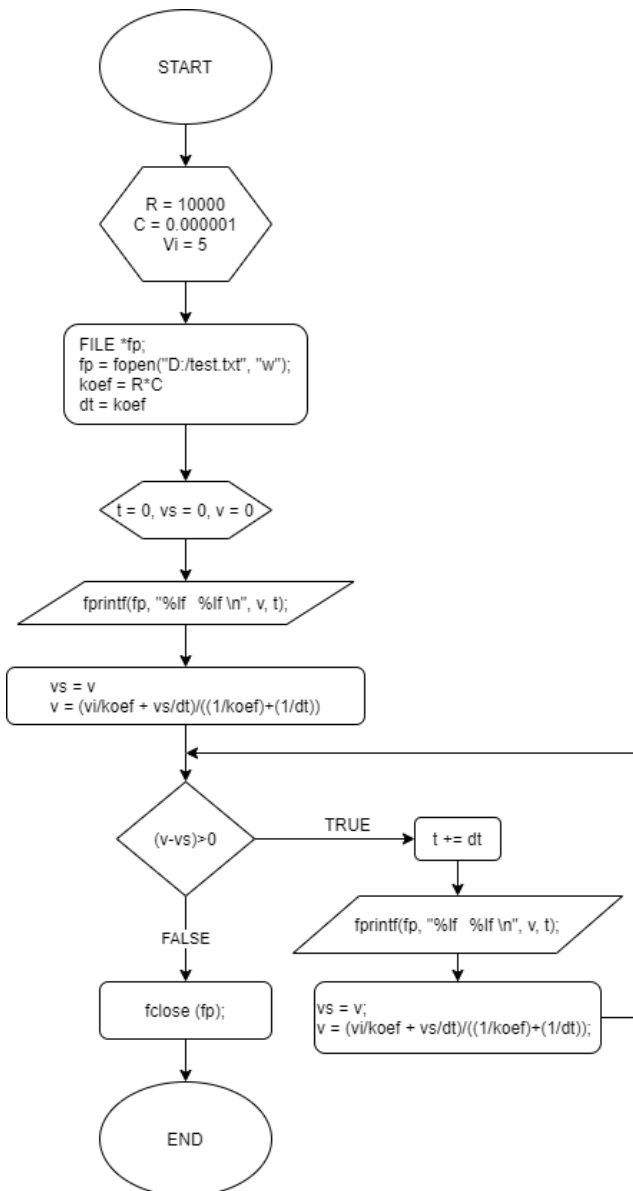 START
R = 10000
C = 0.000001
Vi = 5
FILE *fp;
fp = fopen("D:/test.txt", "w");
koef = R*C
dt = koef
t = 0, vs = 0, v = 0
fprintf(fp, "%lf   %lf \n", v, t);
vs = v
v = (vi/koef + vs/dt)/((1/koef)+(1/dt))
(v-vs)>0
TRUE
t += dt
fprintf(fp, "%lf   %lf \n", v, t);
vs = v;
v = (vi/koef + vs/dt)/((1/koef)+(1/dt));
FALSE
fclose (fp);
END